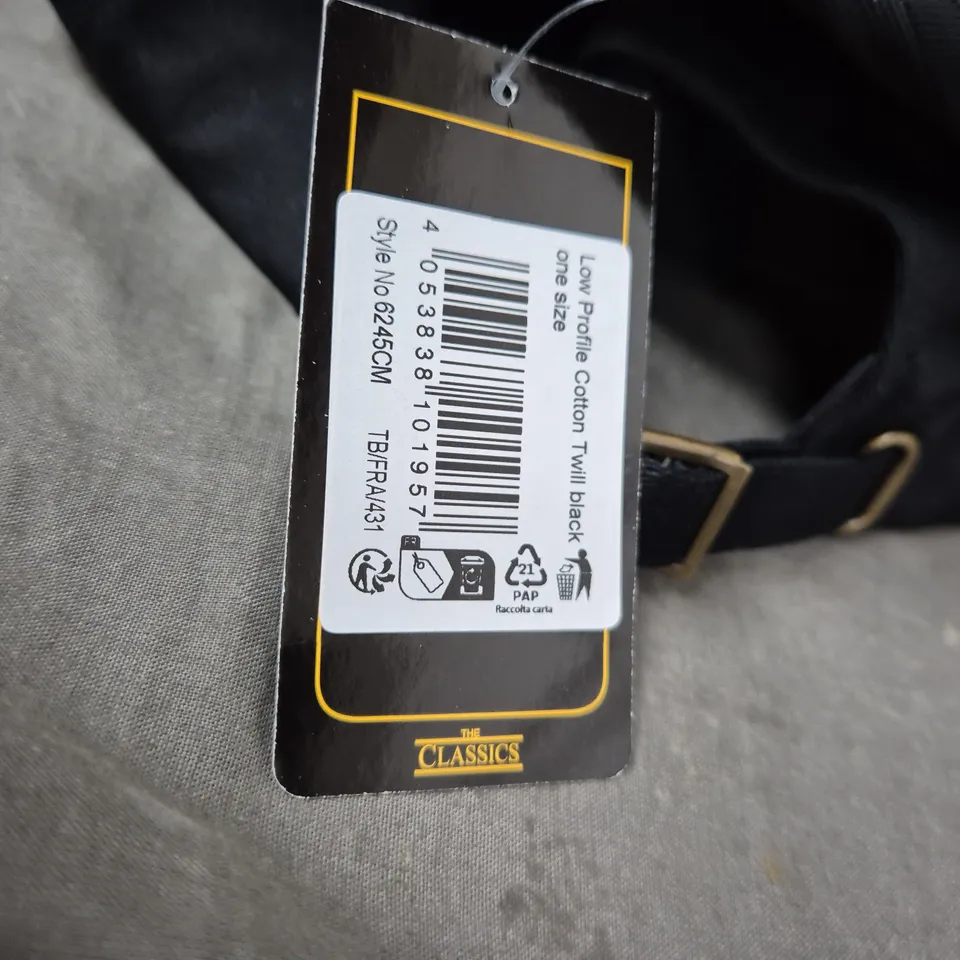 Low Profile Cotton Twill black
one size
4 053838 101957
Style No 6245CM TB/FRA/431
FR
21
PAP
Raccolta carta
THE
CLASSICS